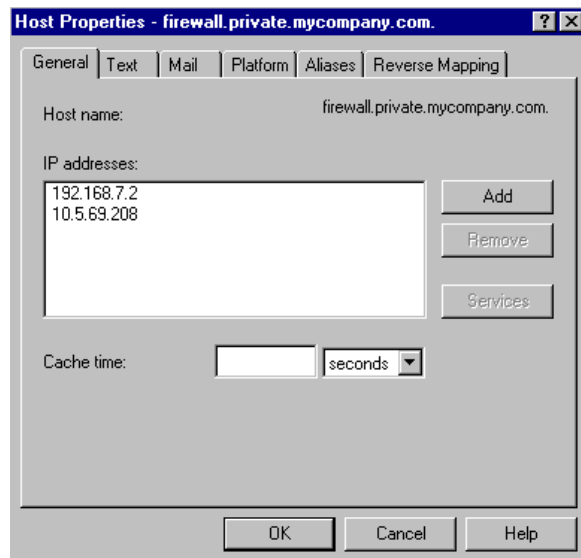 Host Properties - firewall.private.mycompany.com.
General Text Mail Platform Aliases Reverse Mapping
Host name: firewall.private.mycompany.com.
IP addresses:
192.168.7.2
10.5.69.208
Add
Remove
Services
Cache time: seconds
OK Cancel Help